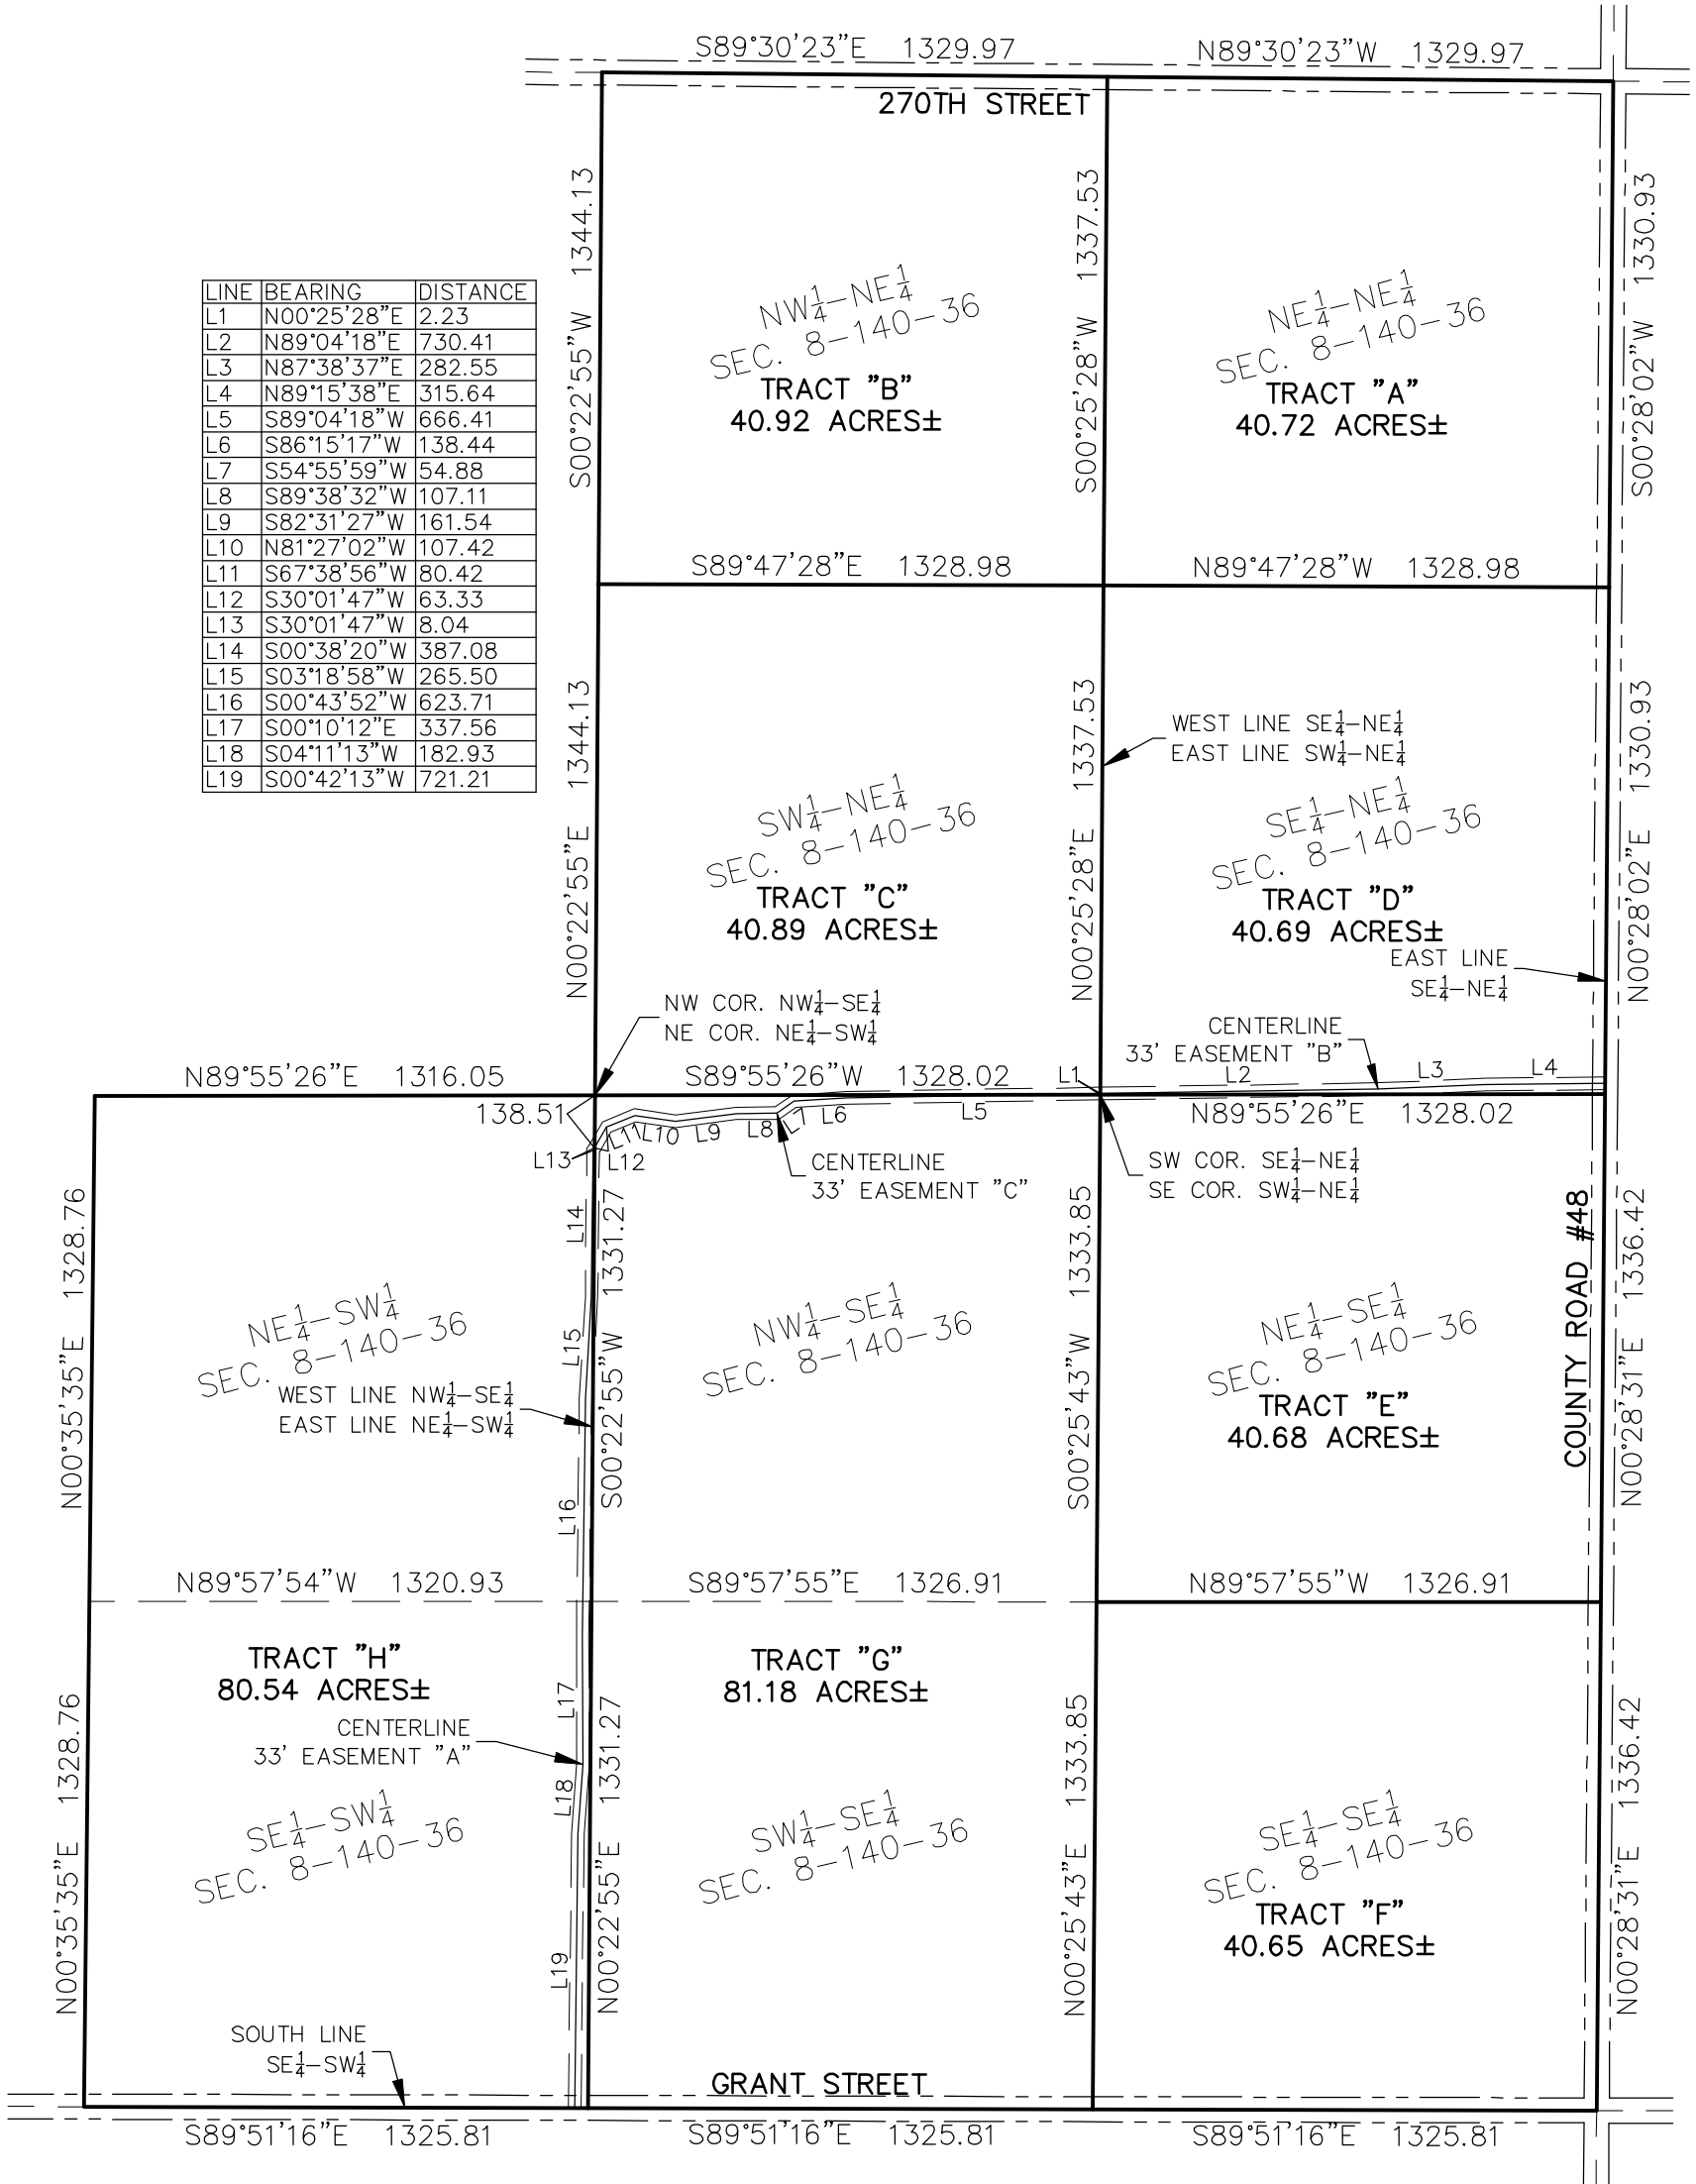 S89°30'23"E 1329.97
N89°30'23"W 1329.97
270TH STREET
S00°22'55"W 1344.13
S00°25'28"W 1337.53
S00°28'02"W 1330.93
NW1/4-NE1/4
SEC. 8-140-36
TRACT "B"
40.92 ACRES±
NE1/4-NE1/4
SEC. 8-140-36
TRACT "A"
40.72 ACRES±
LINE BEARING DISTANCE
L1 N00°25'28"E 2.23
L2 N89°04'18"E 730.41
L3 N87°38'37"E 282.55
L4 N89°15'38"E 315.64
L5 S89°04'18"W 666.41
L6 S86°15'17"W 138.44
L7 S54°55'59"W 54.88
L8 S89°38'32"W 107.11
L9 S82°31'27"W 161.54
L10 N81°27'02"W 107.42
L11 S67°38'56"W 80.42
L12 S30°01'47"W 63.33
L13 S30°01'47"W 8.04
L14 S00°38'20"W 387.08
L15 S03°18'58"W 265.50
L16 S00°43'52"W 623.71
L17 S00°10'12"E 337.56
L18 S04°11'13"W 182.93
L19 S00°42'13"W 721.21
S89°47'28"E 1328.98
N89°47'28"W 1328.98
N00°22'55"E 1344.13
N00°25'28"E 1337.53
N00°28'02"E 1330.93
WEST LINE SE1/4-NE1/4
EAST LINE SW1/4-NE1/4
SW1/4-NE1/4
SEC. 8-140-36
TRACT "C"
40.89 ACRES±
SE1/4-NE1/4
SEC. 8-140-36
TRACT "D"
40.69 ACRES±
EAST LINE
SE1/4-NE1/4
NW COR. NW1/4-SE1/4
NE COR. NE1/4-SW1/4
CENTERLINE
33' EASEMENT "B"
N89°55'26"E 1316.05
S89°55'26"W 1328.02
L1
L2
L3
L4
138.51
L11
L10
L9
L8
L7
L6
L5
N89°55'26"E 1328.02
L13
L12
CENTERLINE
33' EASEMENT "C"
SW COR. SE1/4-NE1/4
SE COR. SW1/4-NE1/4
N00°35'35"E 1328.76
L14
L15
L16
S00°22'55"W 1331.27
S00°25'43"W 1333.85
COUNTY ROAD #48
N00°28'31"E 1336.42
NE1/4-SW1/4
SEC. 8-140-36
WEST LINE NW1/4-SE1/4
EAST LINE NE1/4-SW1/4
NW1/4-SE1/4
SEC. 8-140-36
NE1/4-SE1/4
SEC. 8-140-36
TRACT "E"
40.68 ACRES±
N89°57'54"W 1320.93
S89°57'55"E 1326.91
N89°57'55"W 1326.91
TRACT "H"
80.54 ACRES±
TRACT "G"
81.18 ACRES±
CENTERLINE
33' EASEMENT "A"
N00°35'35"E 1328.76
L17
L18
L19
N00°22'55"E 1331.27
N00°25'43"E 1333.85
N00°28'31"E 1336.42
SE1/4-SW1/4
SEC. 8-140-36
SW1/4-SE1/4
SEC. 8-140-36
SE1/4-SE1/4
SEC. 8-140-36
TRACT "F"
40.65 ACRES±
SOUTH LINE
SE1/4-SW1/4
GRANT STREET
S89°51'16"E 1325.81
S89°51'16"E 1325.81
S89°51'16"E 1325.81